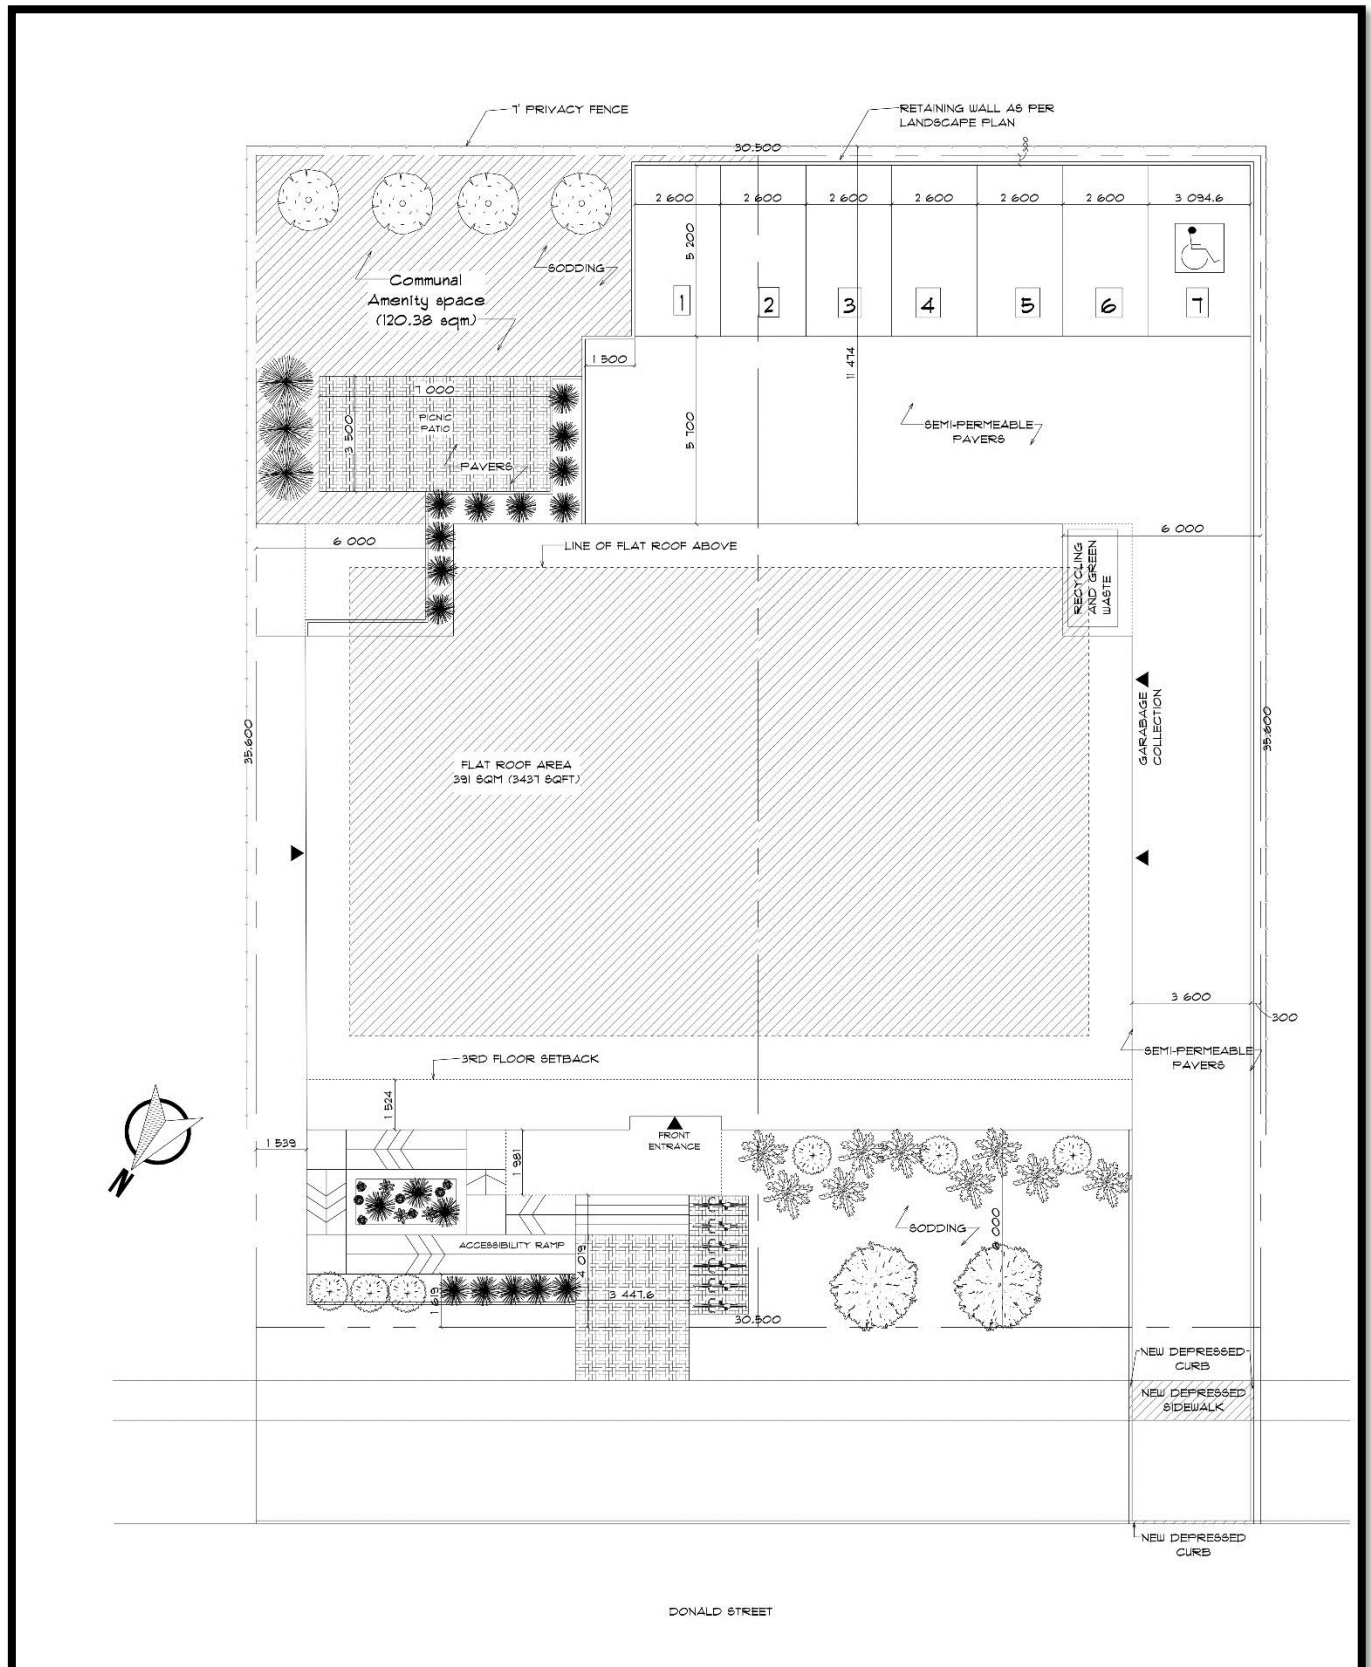 7' PRIVACY FENCE
RETAINING WALL AS PER
LANDSCAPE PLAN
30.500
300
2 600
2 600
2 600
2 600
2 600
2 600
3 094.6
5 200
SODDING
Communal
Amenity space
(120.38 sqm)
1
2
3
4
5
6
7
1 500
11 474
7 000
PICNIC
PATIO
3 500
PAVERS
5 700
SEMI-PERMEABLE
PAVERS
6 000
LINE OF FLAT ROOF ABOVE
6 000
RECYCLING
AND GREEN
WASTE
35.600
GARABAGE
COLLECTION
35.600
FLAT ROOF AREA
391 SQM (3437 SQFT)
3 600
300
3RD FLOOR SETBACK
SEMI-PERMEABLE
PAVERS
1 524
N
1 539
FRONT
ENTRANCE
1 981
SODDING
ACCESSIBILITY RAMP
4 019
1 619
3 447.6
30.500
NEW DEPRESSED
CURB
NEW DEPRESSED
SIDEWALK
NEW DEPRESSED
CURB
DONALD STREET